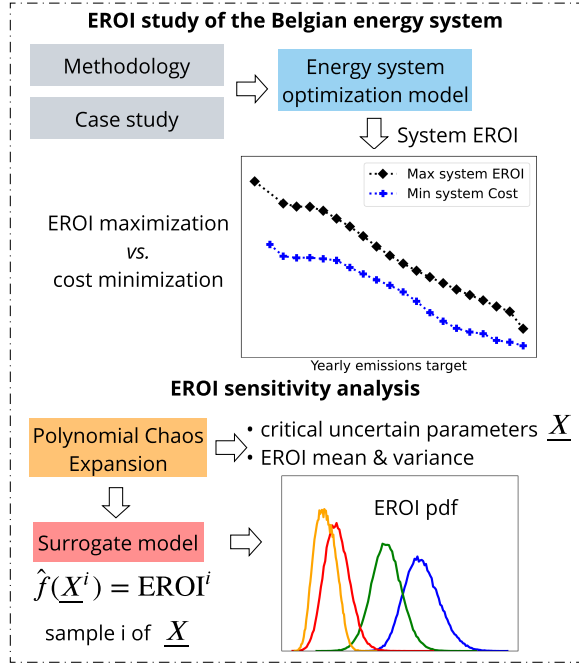 EROI study of the Belgian energy system
Methodology
Case study
Energy system
optimization model
System EROI
EROI maximization
vs.
cost minimization
Max system EROI
Min system Cost
Yearly emissions target
EROI sensitivity analysis
Polynomial Chaos
Expansion
• critical uncertain parameters X
• EROI mean & variance
Surrogate model
f̂(Xⁱ) = EROIⁱ
sample i of X
EROI pdf